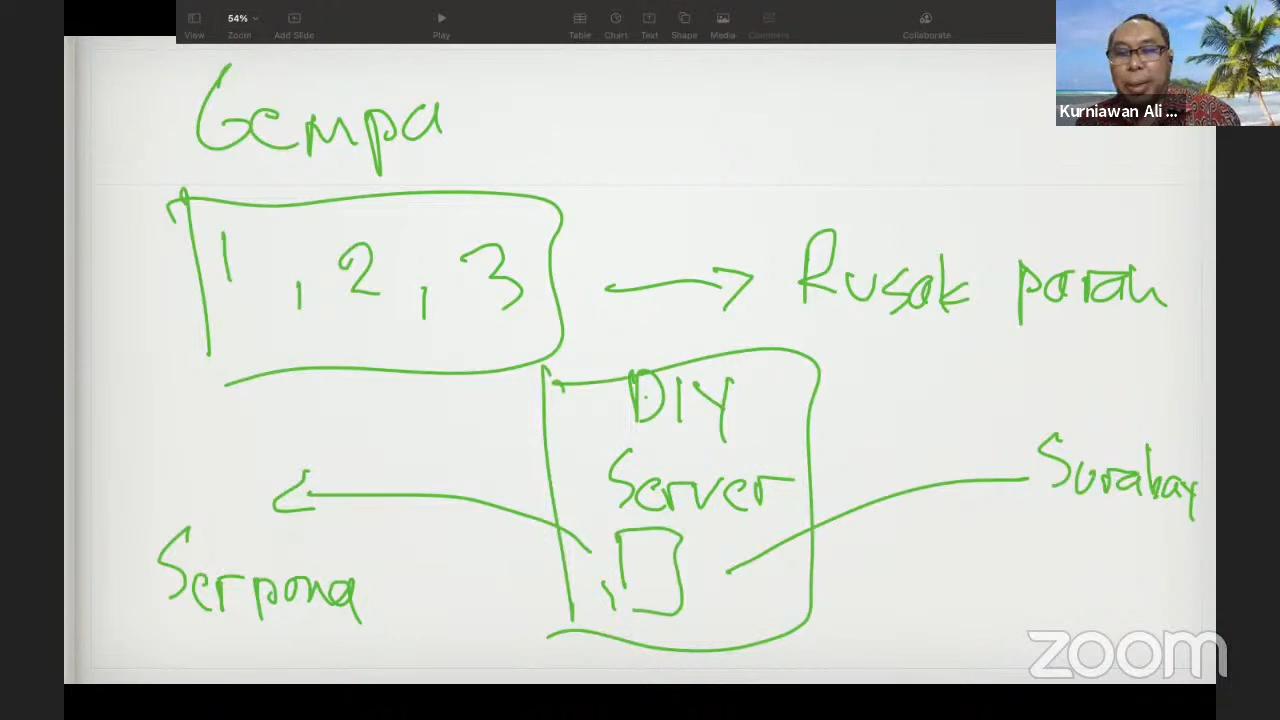 54%
View Zoom Add Slide Play Table Chart Text Shape Media Comment Collaborate
Kurniawan Ali ...
Gempa
1, 2, 3 Rusak parah
DIY
Server
Surabay
Serpong
zoom